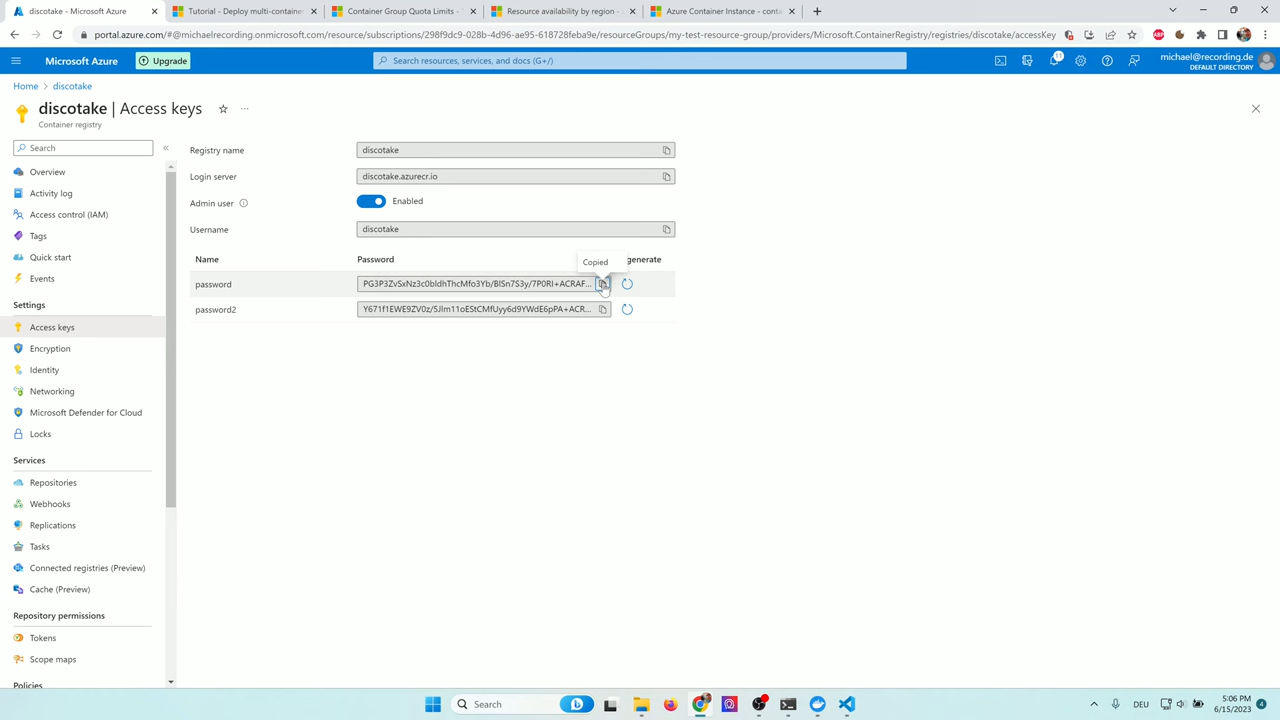 discotake - Microsoft Azure
Tutorial - Deploy multi-container
Container Group Quota Limits -
Resource availability by region -
Azure Container Instance - conta
portal.azure.com/#@michaelrecording.onmicrosoft.com/resource/subscriptions/298f9dc9-028b-4d96-ae95-618728feba9e/resourceGroups/my-test-resource-group/providers/Microsoft.ContainerRegistry/registries/discotake/accessKey
Microsoft Azure
Upgrade
Search resources, services, and docs (G+/)
11
michael@recording.de
DEFAULT DIRECTORY
Home > discotake
discotake | Access keys
Container registry
Search
Overview
Activity log
Access control (IAM)
Tags
Quick start
Events
Settings
Access keys
Encryption
Identity
Networking
Microsoft Defender for Cloud
Locks
Services
Repositories
Webhooks
Replications
Tasks
Connected registries (Preview)
Cache (Preview)
Repository permissions
Tokens
Scope maps
Policies
Registry name
discotake
Login server
discotake.azurecr.io
Admin user
Enabled
Username
discotake
Name
Password
Copied
generate
password
PG3P3ZvSxNz3c0bldhThcMfo3Yb/BlSn7S3y/7P0RI+ACRAF...
password2
Y671f1EWE9ZV0z/5Jlm11oEStCMfUyy6d9YWdE6pPA+ACR...
Search
DEU
5:06 PM
6/15/2023
4